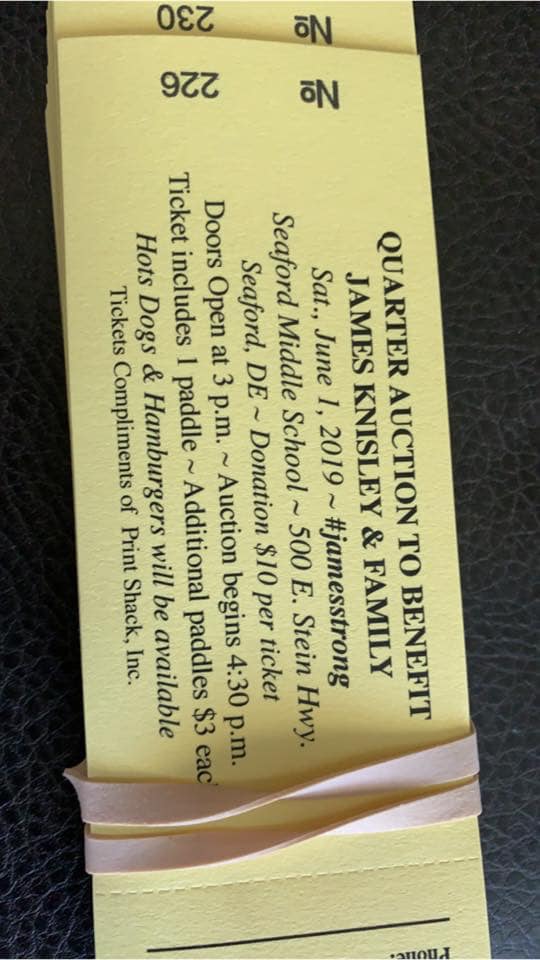 QUARTER AUCTION TO BENEFIT
JAMES KNISLEY & FAMILY
Sat., June 1, 2019 ~ #jamesstrong
Seaford Middle School ~ 500 E. Stein Hwy.
Seaford, DE ~ Donation $10 per ticket
Doors Open at 3 p.m. ~ Auction begins 4:30 p.m.
Ticket includes 1 paddle ~ Additional paddles $3 eac
Hots Dogs & Hamburgers will be available
Tickets Compliments of Print Shack, Inc.
№ 226
№ 230
Phone: